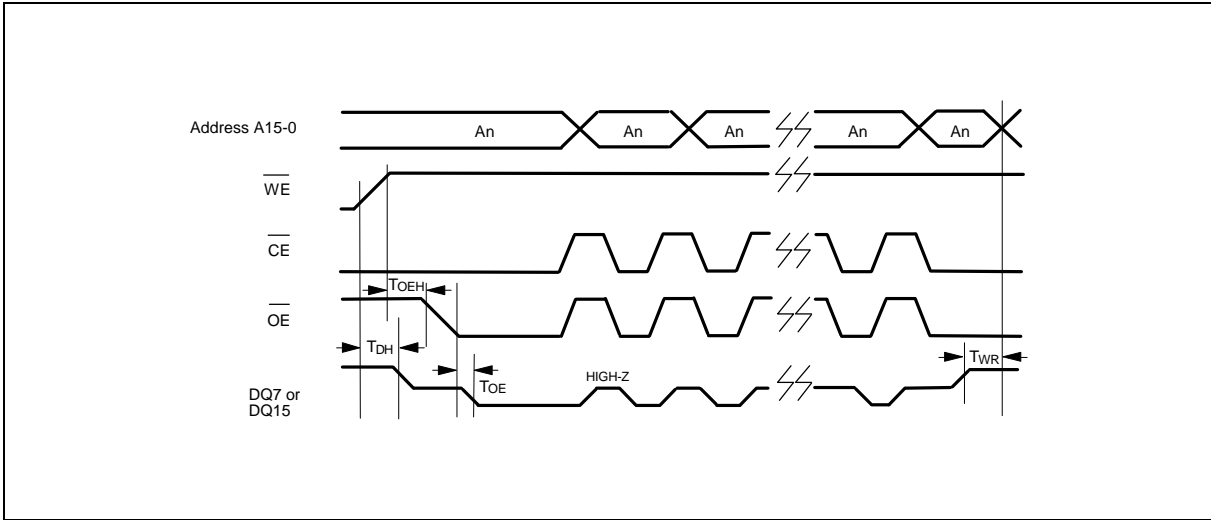 Address A15-0 An An An An An
WE
CE
TOEH
OE
TDH TWR
TOE HIGH-Z
DQ7 or
DQ15